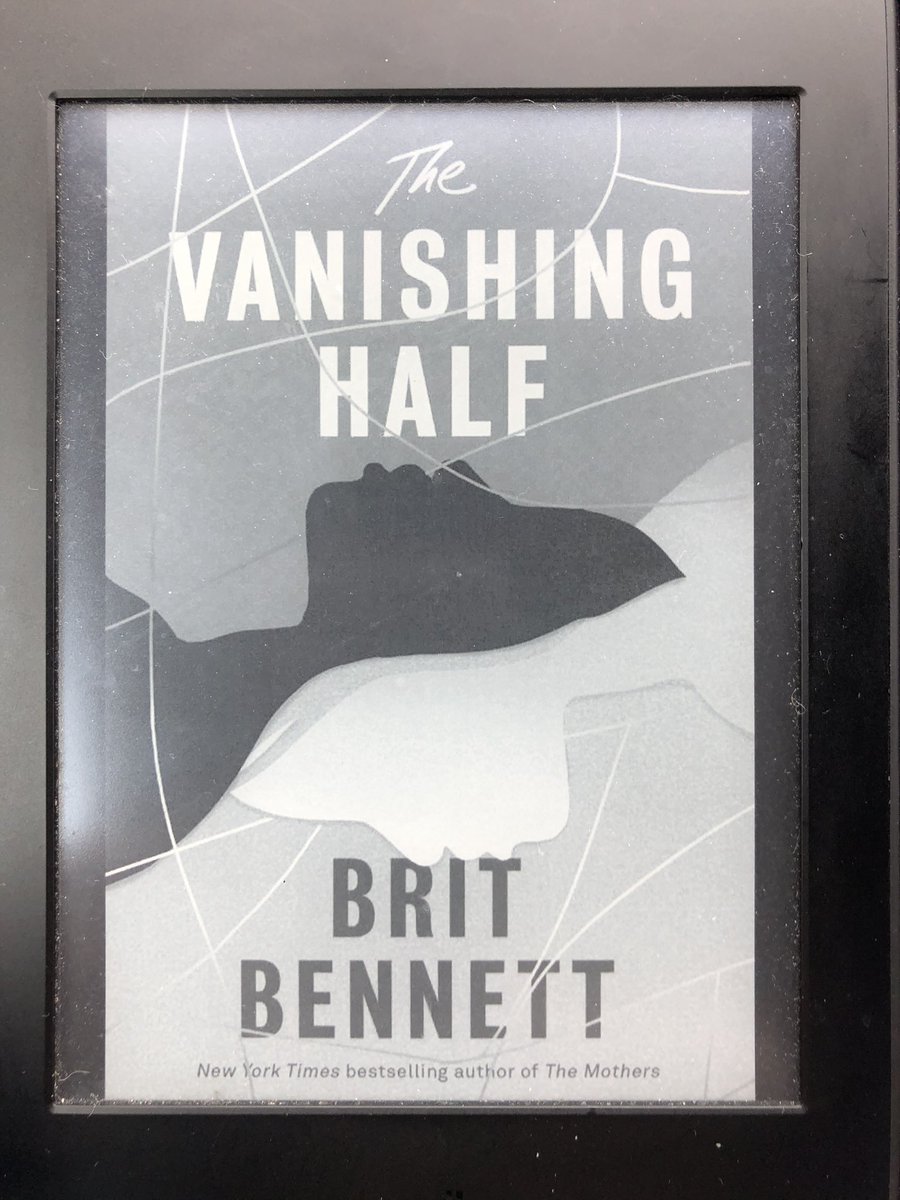 The
VANISHING
HALF
BRIT
BENNETT
New York Times bestselling author of The Mothers